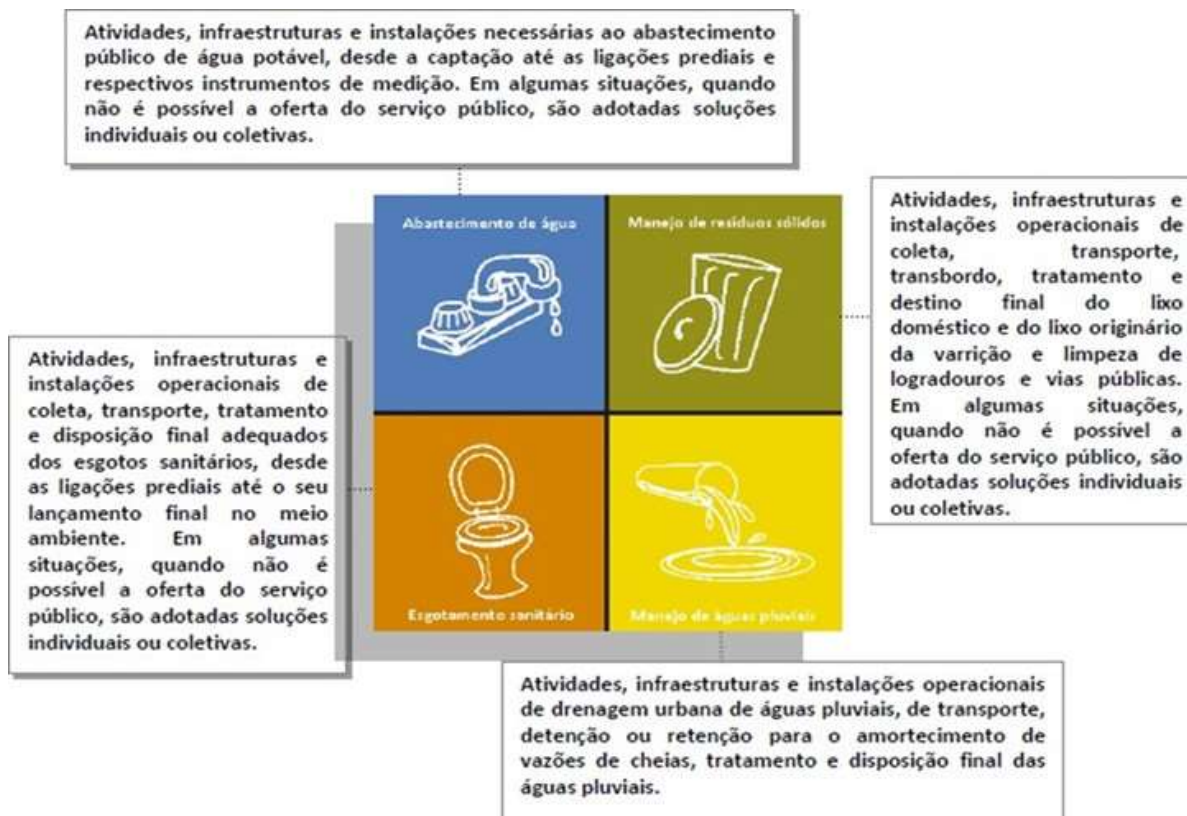 Atividades, infraestruturas e instalações necessárias ao abastecimento
público de água potável, desde a captação até as ligações prediais e
respectivos instrumentos de medição. Em algumas situações, quando
não é possível a oferta do serviço público, são adotadas soluções
individuais ou coletivas.
Abastecimento de água
Manejo de resíduos sólidos
Atividades, infraestruturas e
instalações operacionais de
coleta, transporte,
transbordo, tratamento e
destino final do lixo
doméstico e do lixo originário
da varrição e limpeza de
logradouros e vias públicas.
Em algumas situações,
quando não é possível a
oferta do serviço público, são
adotadas soluções individuais
ou coletivas.
Atividades, infraestruturas e
instalações operacionais de
coleta, transporte, tratamento
e disposição final adequados
dos esgotos sanitários, desde
as ligações prediais até o seu
lançamento final no meio
ambiente. Em algumas
situações, quando não é
possível a oferta do serviço
público, são adotadas soluções
individuais ou coletivas.
Esgotamento sanitário
Manejo de águas pluviais
Atividades, infraestruturas e instalações operacionais
de drenagem urbana de águas pluviais, de transporte,
detenção ou retenção para o amortecimento de
vazões de cheias, tratamento e disposição final das
águas pluviais.